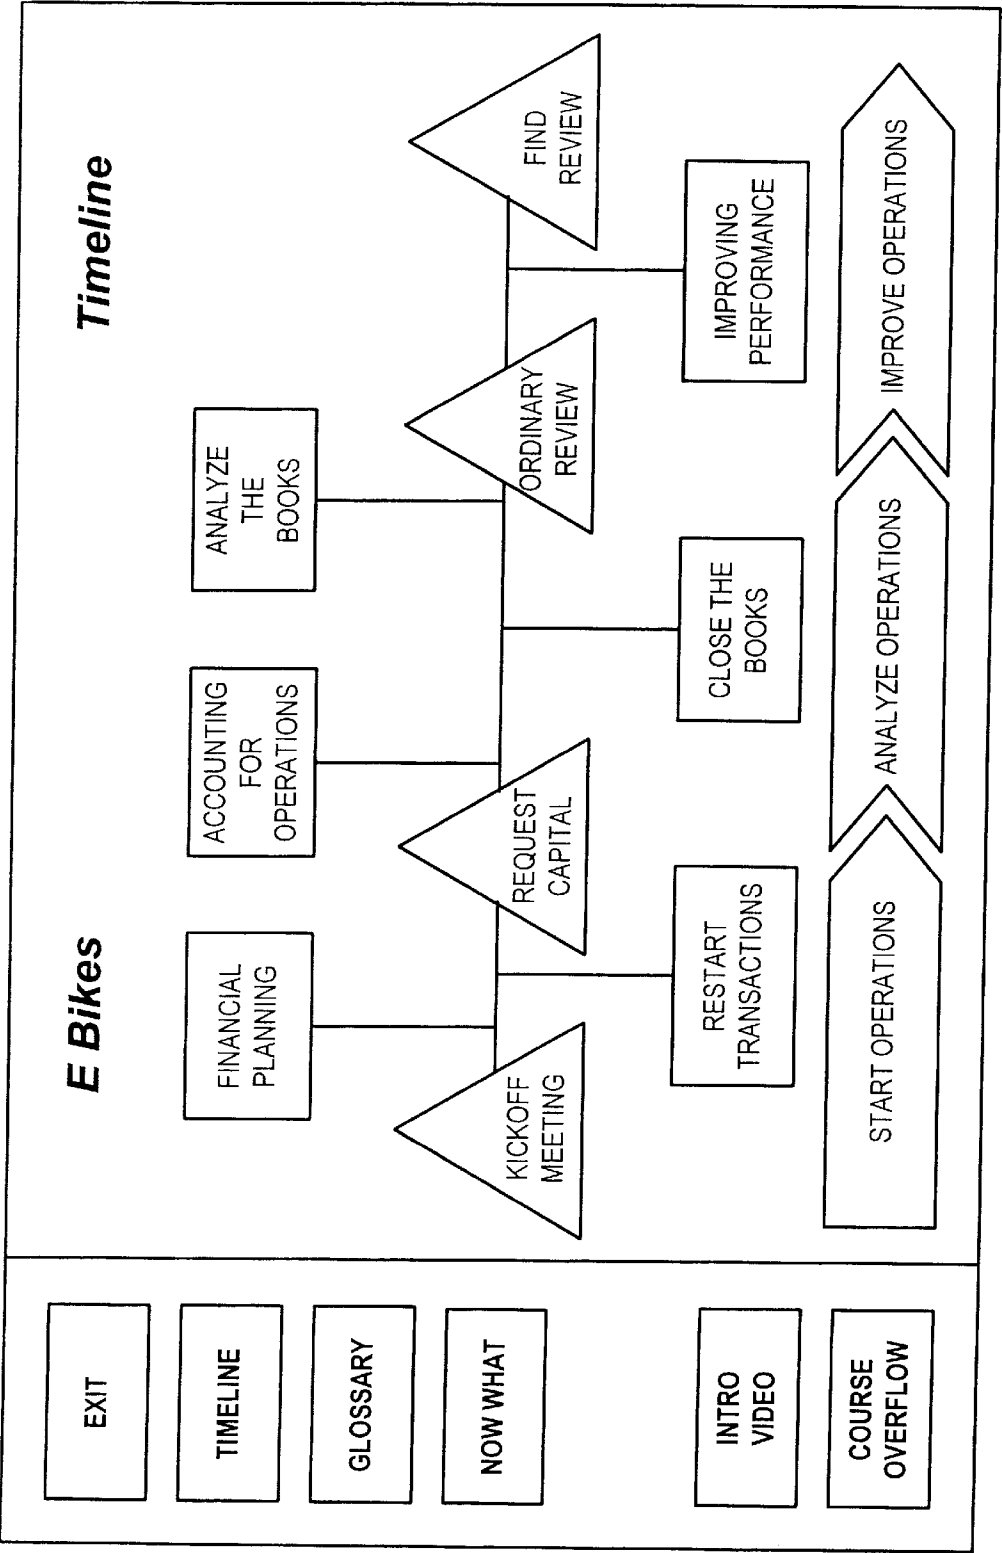 E Bikes
Timeline
EXIT
TIMELINE
GLOSSARY
NOW WHAT
INTRO
VIDEO
COURSE
OVERFLOW
FINANCIAL
PLANNING
ACCOUNTING
FOR
OPERATIONS
ANALYZE
THE
BOOKS
KICKOFF
MEETING
REQUEST
CAPITAL
ORDINARY
REVIEW
FIND
REVIEW
RESTART
TRANSACTIONS
CLOSE THE
BOOKS
IMPROVING
PERFORMANCE
START OPERATIONS
ANALYZE OPERATIONS
IMPROVE OPERATIONS